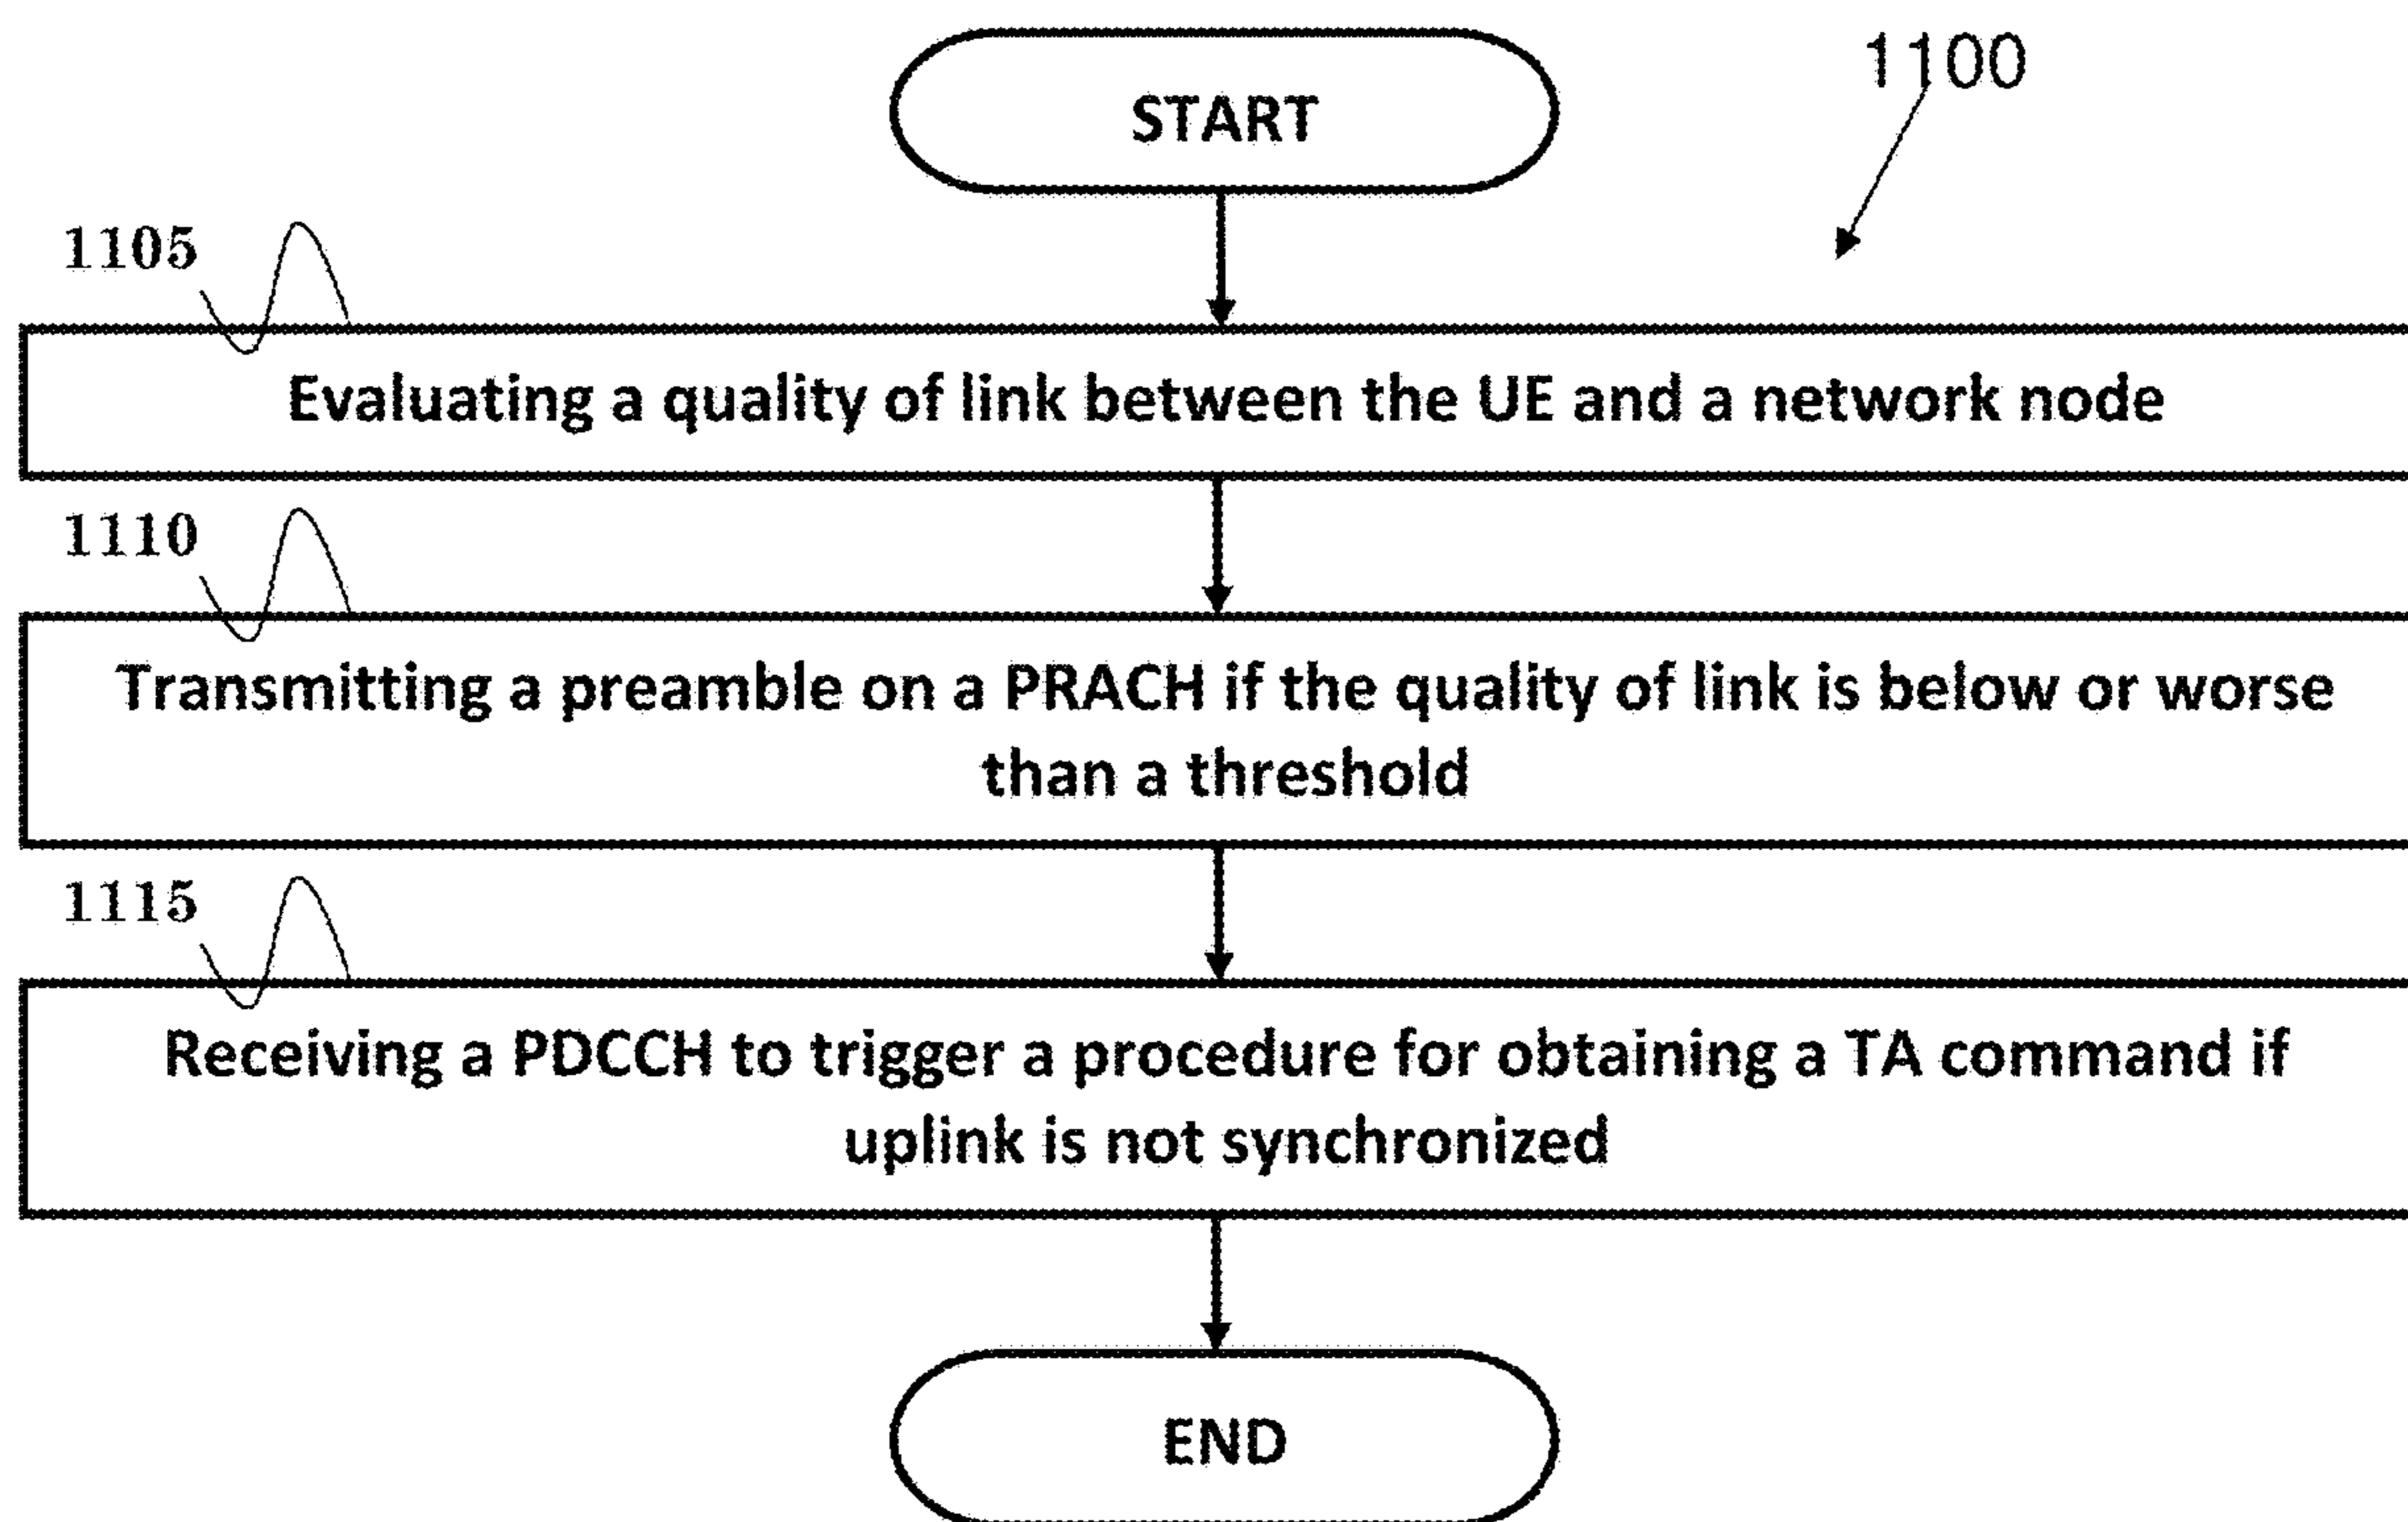 START
1100
1105
Evaluating a quality of link between the UE and a network node
1110
Transmitting a preamble on a PRACH if the quality of link is below or worse
than a threshold
1115
Receiving a PDCCH to trigger a procedure for obtaining a TA command if
uplink is not synchronized
END